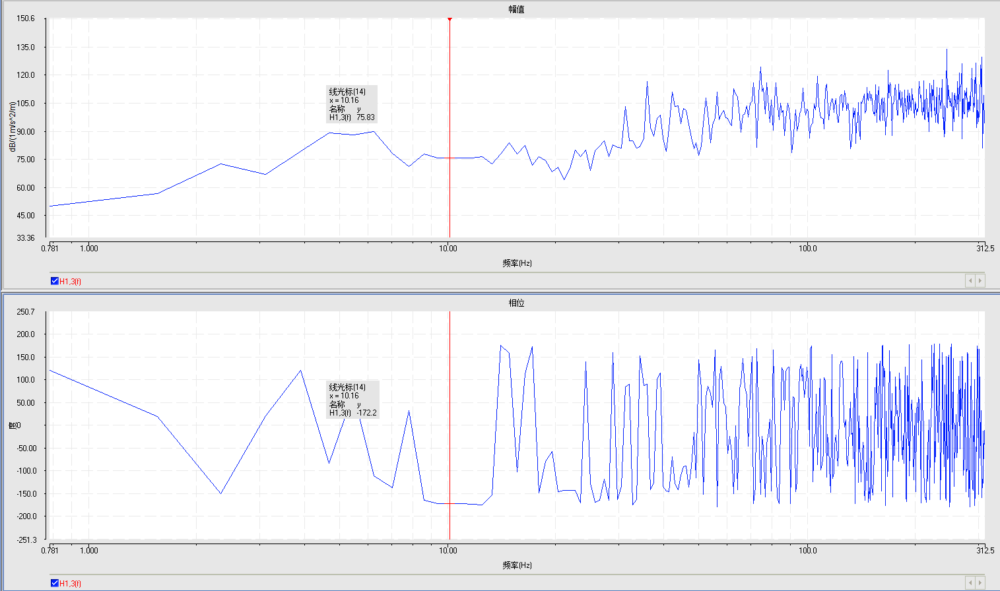 幅值
150.6
135.0
120.0
105.0
90.00
75.00
60.00
45.00
33.36
dB/(1m/s^2/m)
线光标(14)
x = 10.16
名称 y
H1,3(f) 75.83
0.781 1.000 10.00 100.0 312.5
频率(Hz)
H1,3(f)
相位
250.7
200.0
150.0
100.0
50.00
0
-50.00
-100.0
-150.0
-200.0
-251.3
度
线光标(14)
x = 10.16
名称 y
H1,3(f) -172.2
0.781 1.000 10.00 100.0 312.5
频率(Hz)
H1,3(f)